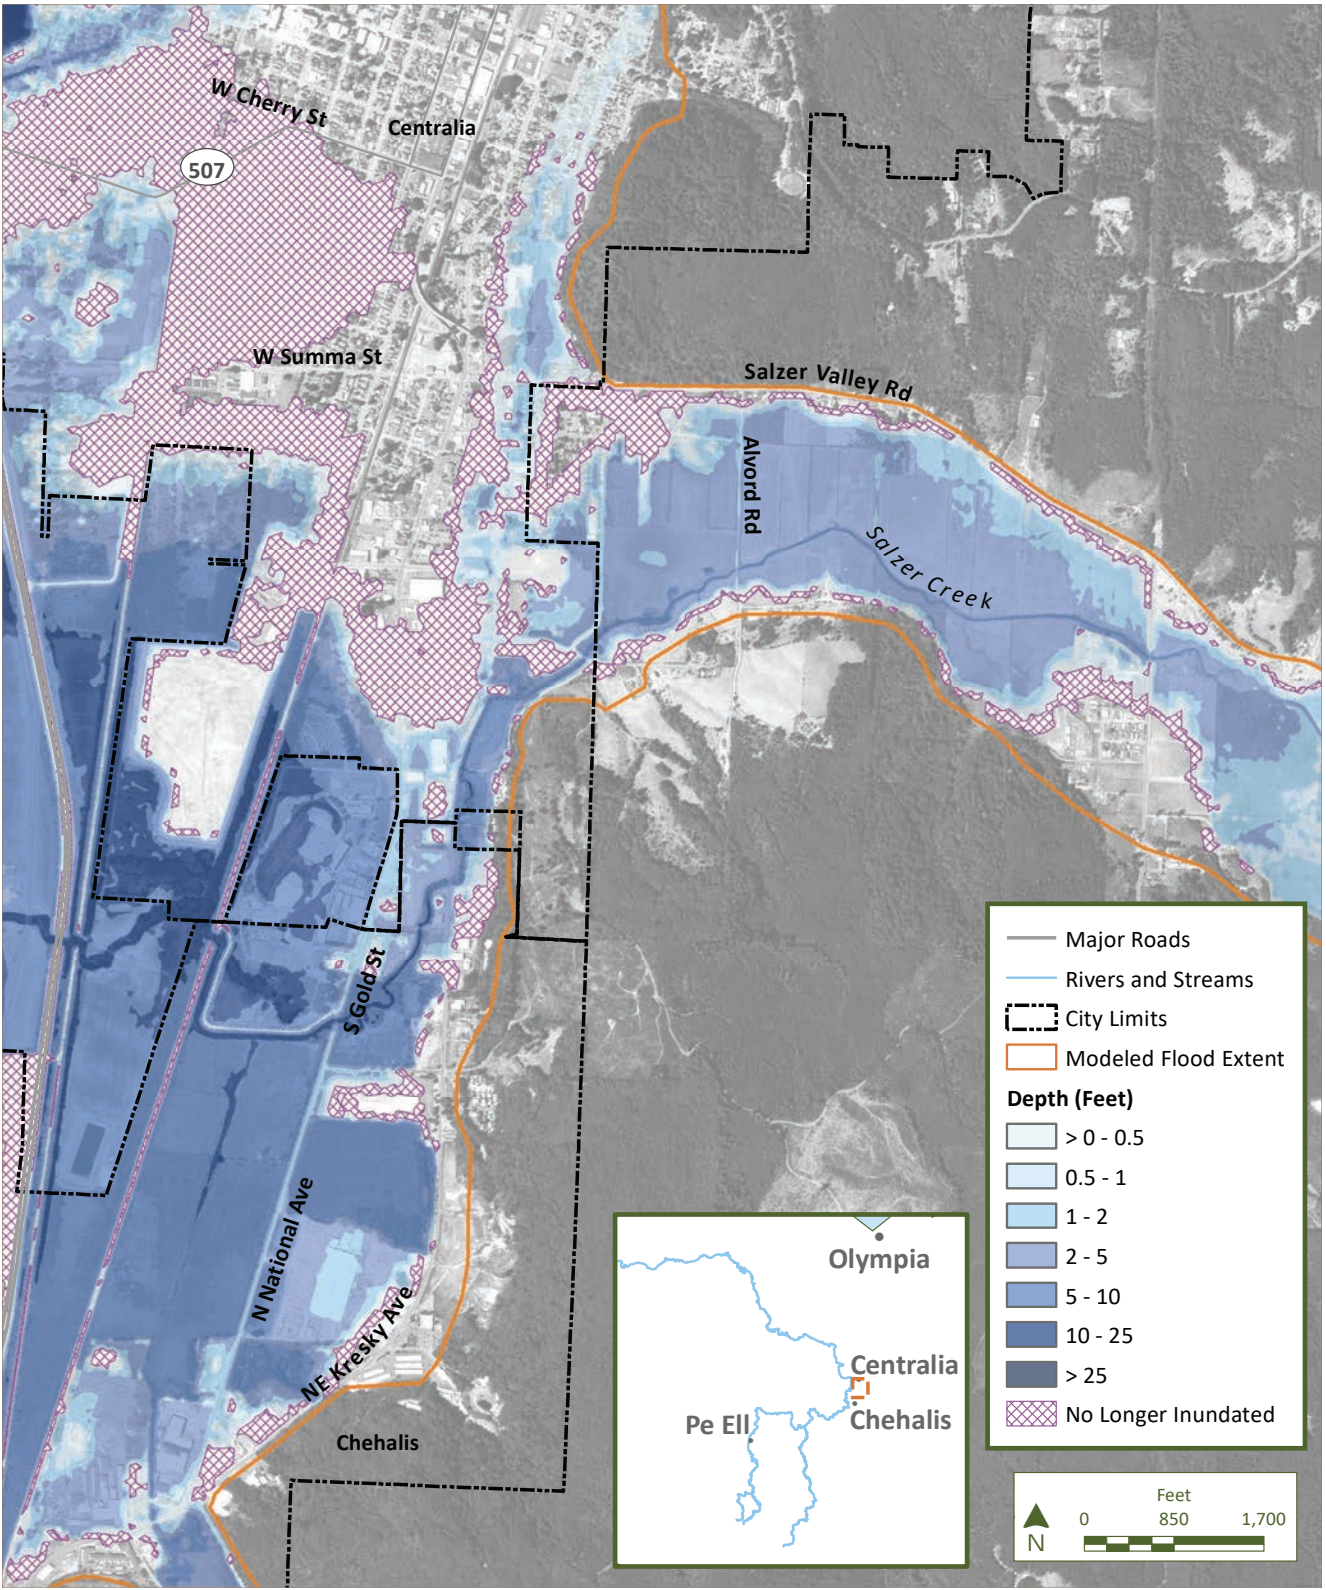 W Cherry St
Centralia
507
W Summa St
Salzer Valley Rd
Alvord Rd
Salzer Creek
S Gold St
N National Ave
NE Kresky Ave
Chehalis
Major Roads
Rivers and Streams
City Limits
Modeled Flood Extent
Depth (Feet)
> 0 - 0.5
0.5 - 1
1 - 2
2 - 5
5 - 10
10 - 25
> 25
No Longer Inundated
Olympia
Centralia
Chehalis
Pe Ell
Feet
0 850 1,700
N